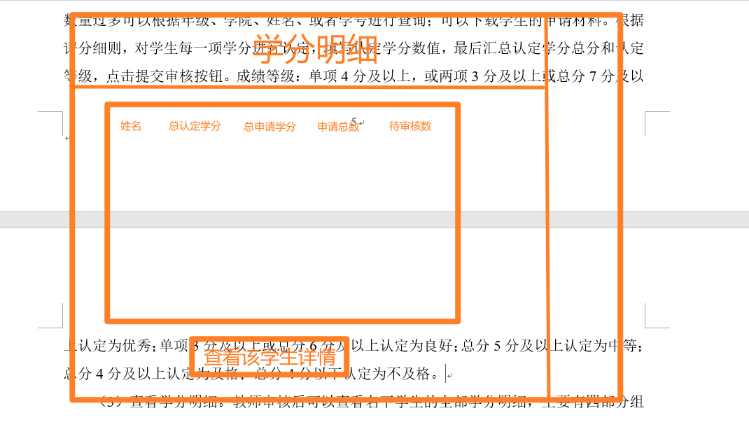 数量过多可以根据年级、学院、姓名、或者学号进行查询；可以下载学生的申请材料。根据
评分细则，对学生每一项学分进行认定，填写认定学分数值，最后汇总认定学分总分和认定
学分明细
等级，点击提交审核按钮。成绩等级：单项 4 分及以上，或两项 3 分及以上或总分 7 分及以
5
姓名 总认定学分 总申请学分 申请总数 待审核数
上认定为优秀；单项 3 分及以上或总分 6 分及以上认定为良好；总分 5 分及以上认定为中等；
查看该学生详情
总分 4 分及以上认定为及格，总分 4 分以下认定为不及格。
（3）查看学分明细。教师审核后可以查看名下学生的全部学分明细，主要有四部分组